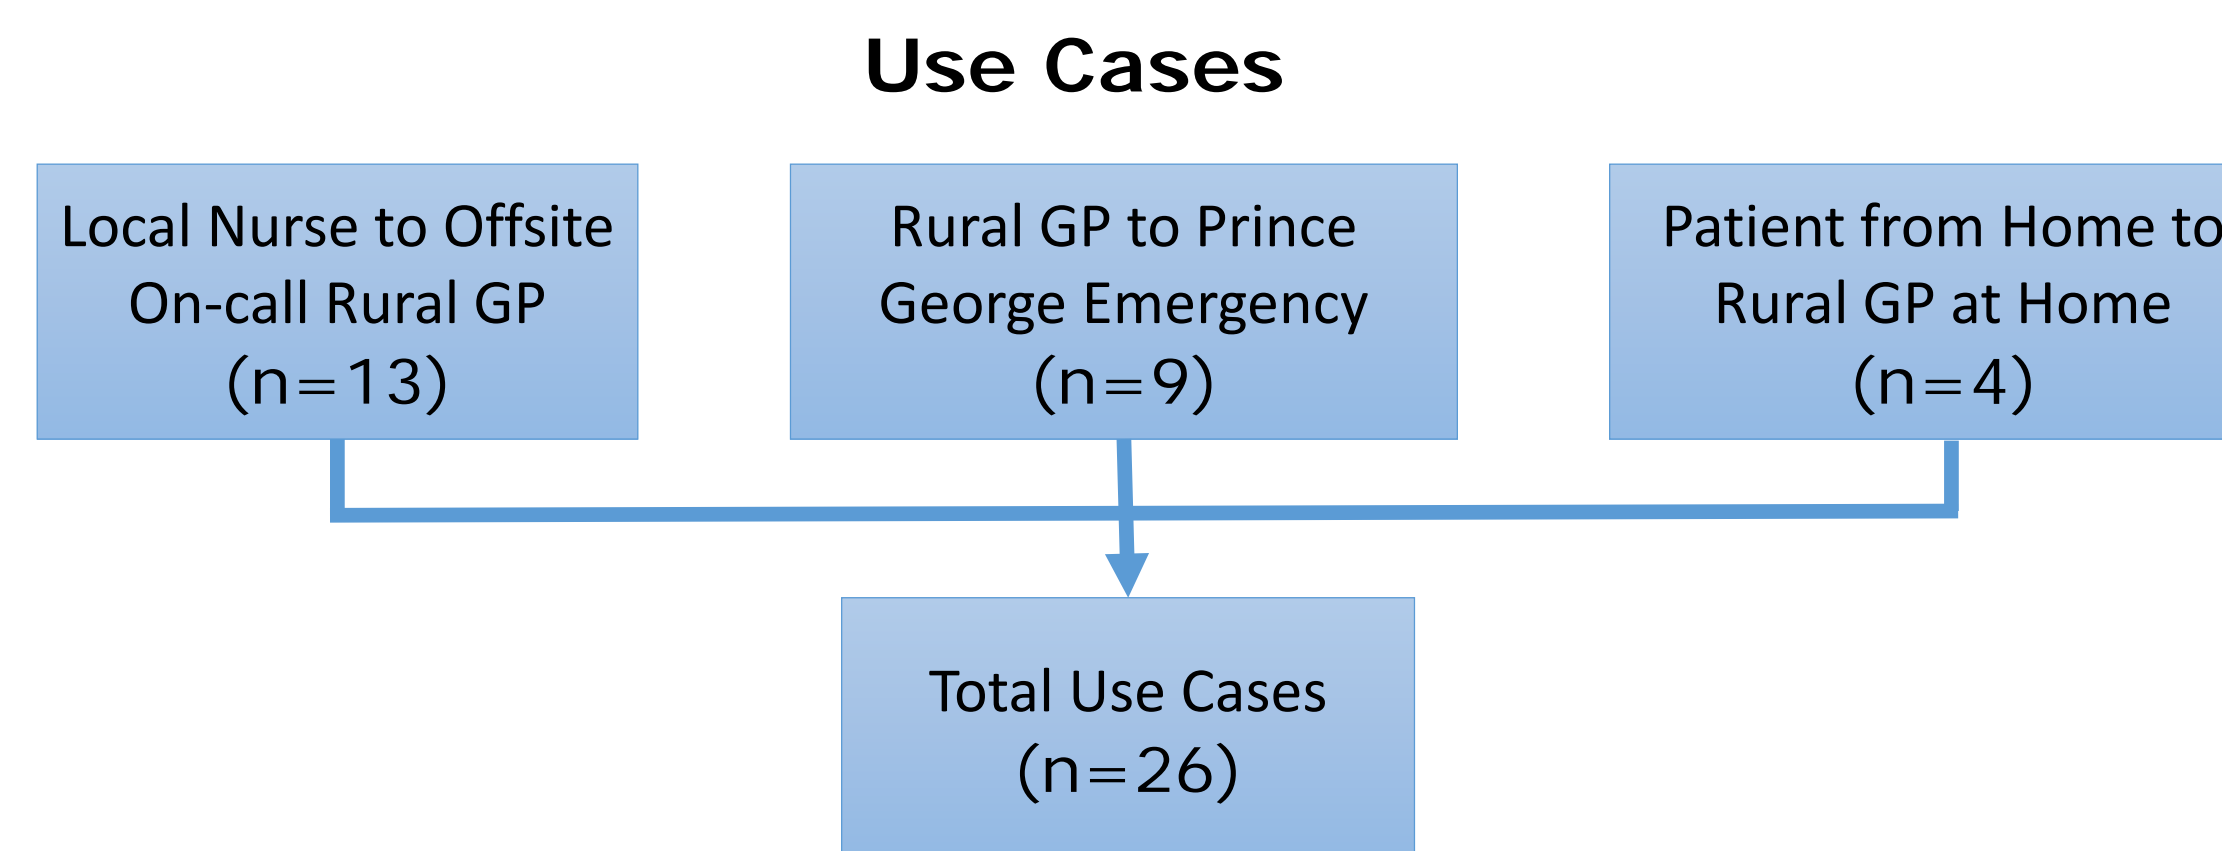 Use Cases
Local Nurse to Offsite
On-call Rural GP
(n=13)
Rural GP to Prince
George Emergency
(n=9)
Patient from Home to
Rural GP at Home
(n=4)
Total Use Cases
(n=26)